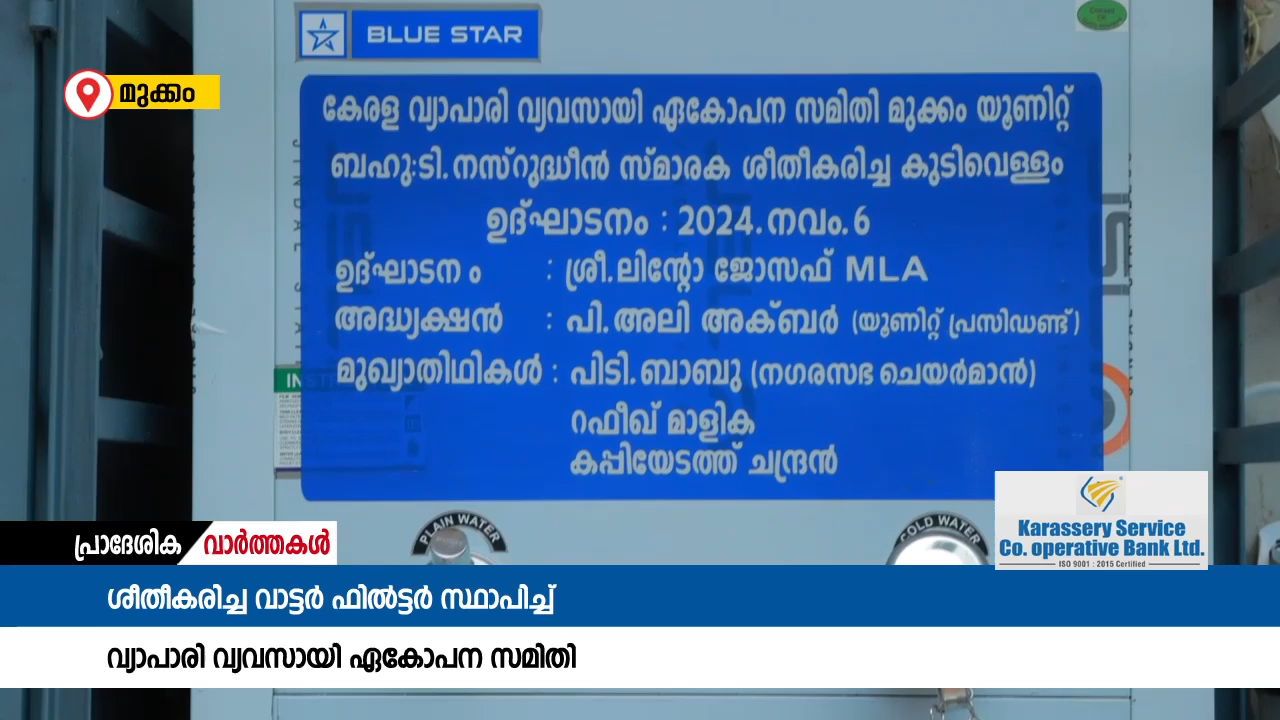 BLUE STAR
മുക്കം
കേരള വ്യാപാരി വ്യവസായി ഏകോപന സമിതി മുക്കം യൂണിറ്റ്
ബഹു:ടി.നസ്റുദ്ധീൻ സ്മാരക ശീതീകരിച്ച കുടിവെള്ളം
ഉദ്ഘാടനം : 2024.നവം.6
ഉദ്ഘാടന ം : ശ്രീ.ലിന്റോ ജോസഫ് MLA
അദ്ധ്യക്ഷൻ : പി.അലി അക്ബർ (യൂണിറ്റ് പ്രസിഡണ്ട്)
മുഖ്യാതിഥികൾ : പിടി.ബാബു (നഗരസഭ ചെയർമാൻ)
റഫീഖ് മാളിക
കപ്പിയേടത്ത് ചന്ദ്രൻ
PLAIN WATER
COLD WATER
Karassery Service
Co. operative Bank Ltd.
ISO 9001 : 2015 Certified
പ്രാദേശിക വാർത്തകൾ
ശീതീകരിച്ച വാട്ടർ ഫിൽട്ടർ സ്ഥാപിച്ച്
വ്യാപാരി വ്യവസായി ഏകോപന സമിതി